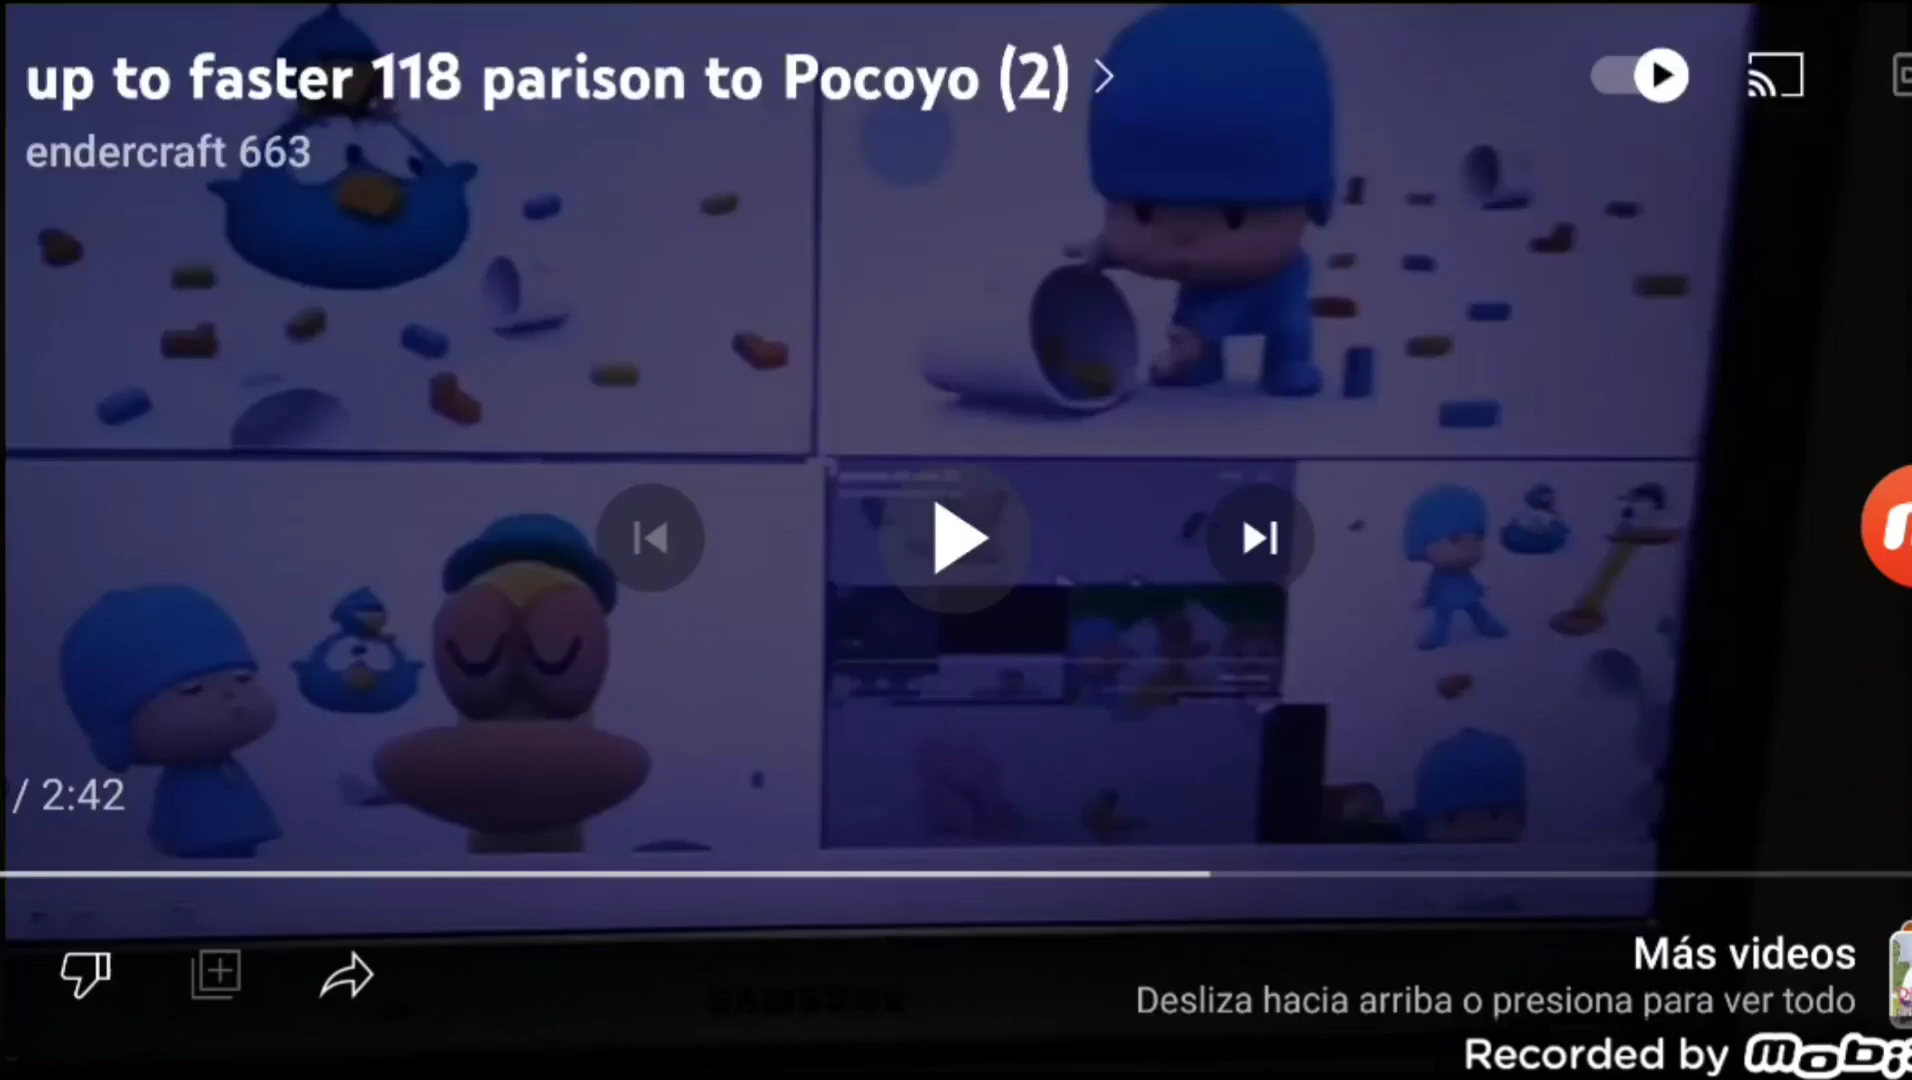 up to faster 118 parison to Pocoyo (2)
endercraft 663
/ 2:42
Más videos
Desliza hacia arriba o presiona para ver todo
SAMSUNG
Recorded by